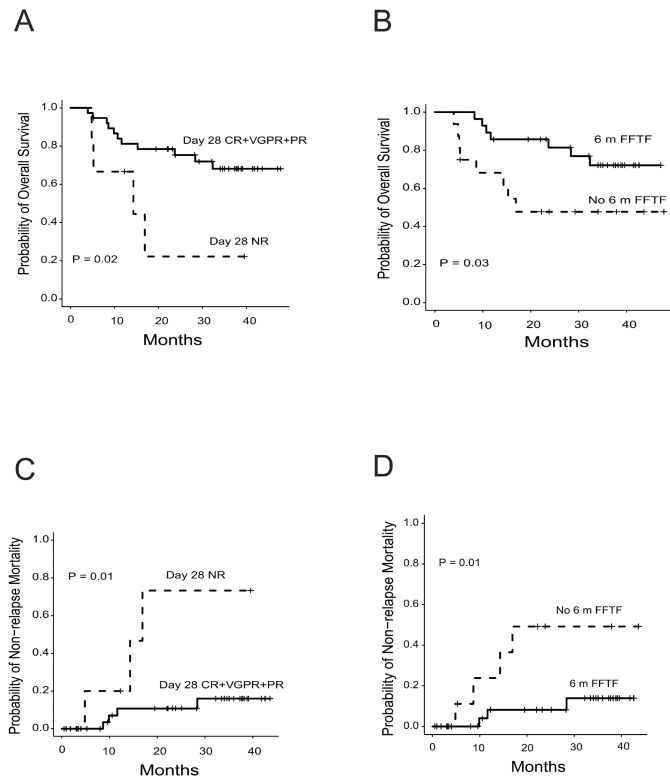 A
Probability of Overall Survival
1.0
0.8
0.6
0.4
0.2
0.0
Day 28 CR+VGPR+PR
Day 28 NR
P = 0.02
0 10 20 30 40
Months
B
Probability of Overall Survival
1.0
0.8
0.6
0.4
0.2
0.0
6 m FFTF
No 6 m FFTF
P = 0.03
0 10 20 30 40
Months
C
Probability of Non-relapse Mortality
1.0
0.8
0.6
0.4
0.2
0.0
P = 0.01
Day 28 NR
Day 28 CR+VGPR+PR
0 10 20 30 40
Months
D
Probability of Non-relapse Mortality
1.0
0.8
0.6
0.4
0.2
0.0
P = 0.01
No 6 m FFTF
6 m FFTF
0 10 20 30 40
Months